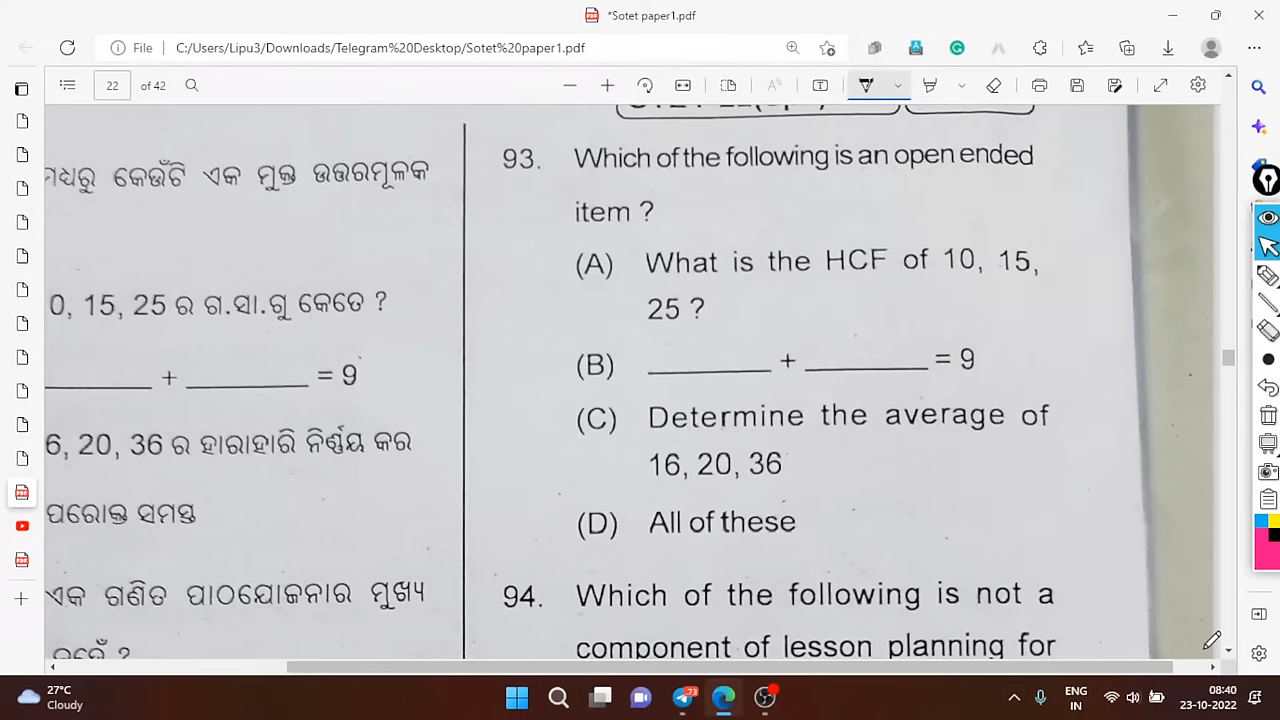 *Sotet paper1.pdf
File
C:/Users/Lipu3/Downloads/Telegram%20Desktop/Sotet%20paper1.pdf
22 of 42
ମଧ୍ୟରୁ କେଉଁଟି ଏକ ମୁକ୍ତ ଉତ୍ତରମୂଳକ
0, 15, 25 ର ଗ.ସା.ଗୁ କେତେ ?
________ + ________ = 9
6, 20, 36 ର ହାରାହାରି ନିର୍ଣ୍ଣୟ କର
ପରୋକ୍ତ ସମସ୍ତ
ଏକ ଗଣିତ ପାଠଯୋଜନାର ମୁଖ୍ୟ
93. Which of the following is an open ended
item ?
(A) What is the HCF of 10, 15,
25 ?
(B) ________ + ________ = 9
(C) Determine the average of
16, 20, 36
(D) All of these
94. Which of the following is not a
component of lesson planning for
27°C
Cloudy
73
ENG
IN
08:40
23-10-2022